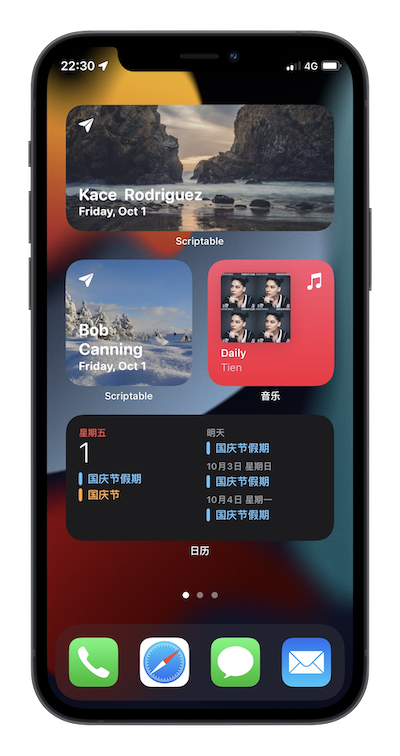 22:30
4G
Kace Rodriguez
Friday, Oct 1
Scriptable
Bob
Canning
Friday, Oct 1
Scriptable
Daily
Tien
音乐
星期五
1
国庆节假期
国庆节
明天
国庆节假期
10月3日 星期日
国庆节假期
10月4日 星期一
国庆节假期
日历